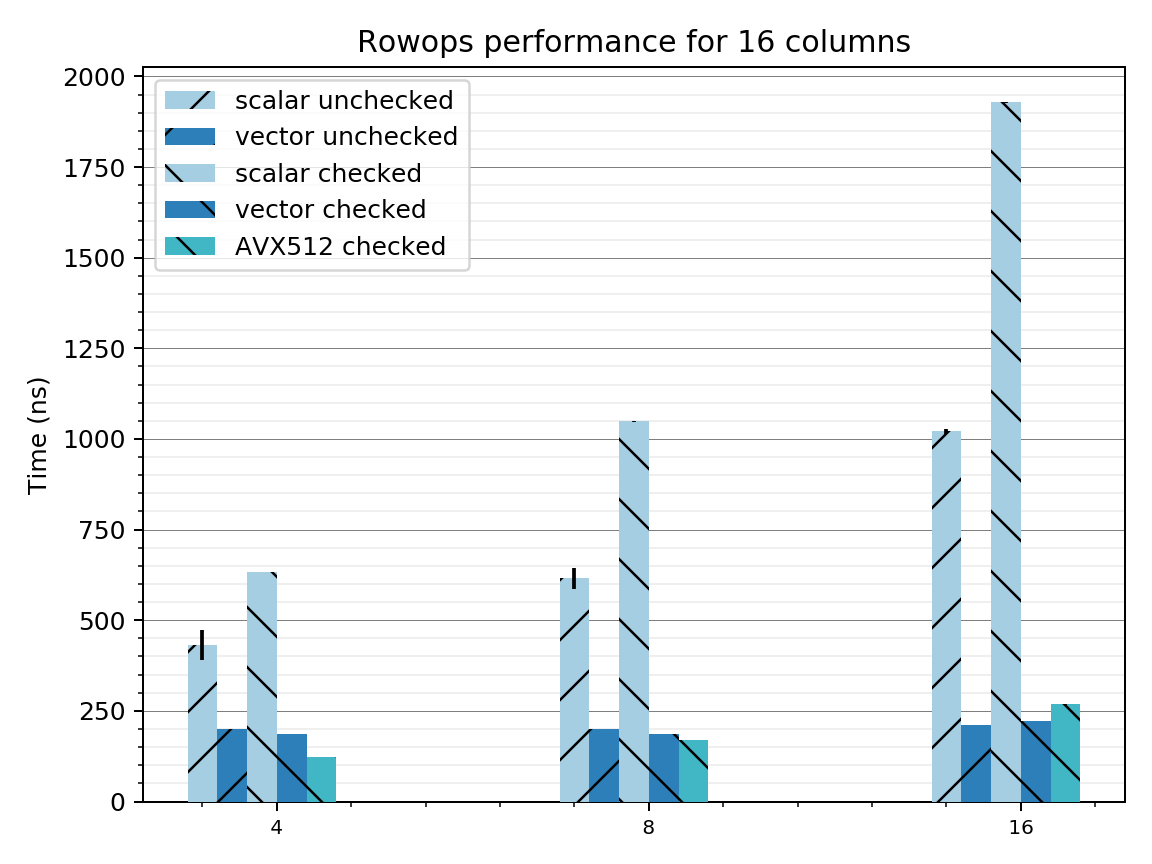 Rowops performance for 16 columns
scalar unchecked
vector unchecked
scalar checked
vector checked
AVX512 checked
Time (ns)
2000
1750
1500
1250
1000
750
500
250
0
4
8
16